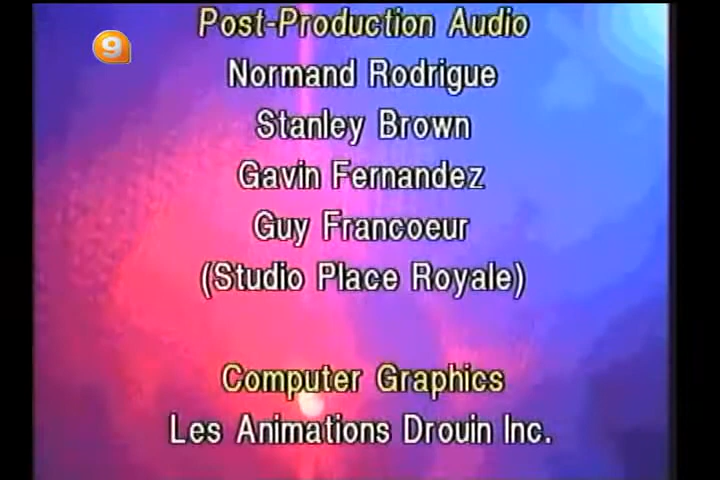 Post-Production Audio
9
Normand Rodrigue
Stanley Brown
Gavin Fernandez
Guy Francoeur
(Studio Place Royale)
Computer Graphics
Les Animations Drouin Inc.